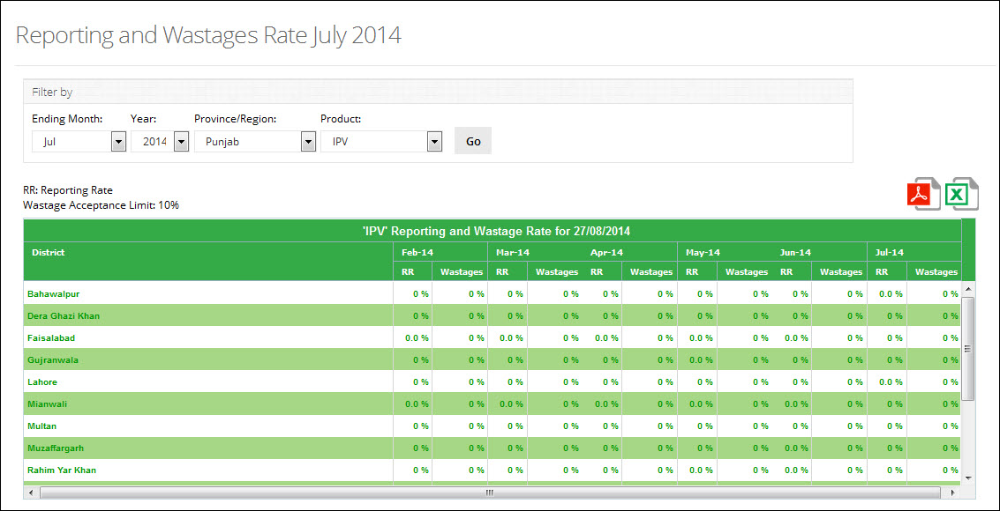 Reporting and Wastages Rate July 2014
Filter by
Ending Month: Year: Province/Region: Product:
Jul 2014 Punjab IPV Go
RR: Reporting Rate
Wastage Acceptance Limit: 10%
'IPV' Reporting and Wastage Rate for 27/08/2014
District Feb-14 Mar-14 Apr-14 May-14 Jun-14 Jul-14
RR Wastages RR Wastages RR Wastages RR Wastages RR Wastages RR Wastages
Bahawalpur 0 % 0 % 0 % 0 % 0 % 0 % 0 % 0 % 0 % 0 % 0.0 % 0 %
Dera Ghazi Khan 0 % 0 % 0 % 0 % 0 % 0 % 0 % 0 % 0 % 0 % 0 % 0 %
Faisalabad 0.0 % 0 % 0.0 % 0 % 0.0 % 0 % 0.0 % 0 % 0.0 % 0 % 0 % 0 %
Gujranwala 0 % 0 % 0 % 0 % 0 % 0 % 0.0 % 0 % 0 % 0 % 0 % 0 %
Lahore 0 % 0 % 0 % 0 % 0 % 0 % 0 % 0 % 0 % 0 % 0.0 % 0 %
Mianwali 0.0 % 0 % 0.0 % 0 % 0.0 % 0 % 0 % 0 % 0.0 % 0 % 0 % 0 %
Multan 0 % 0 % 0 % 0 % 0 % 0 % 0 % 0 % 0 % 0 % 0 % 0 %
Muzaffargarh 0 % 0 % 0 % 0 % 0 % 0 % 0 % 0 % 0.0 % 0 % 0 % 0 %
Rahim Yar Khan 0 % 0 % 0 % 0 % 0 % 0 % 0.0 % 0 % 0.0 % 0 % 0 % 0 %